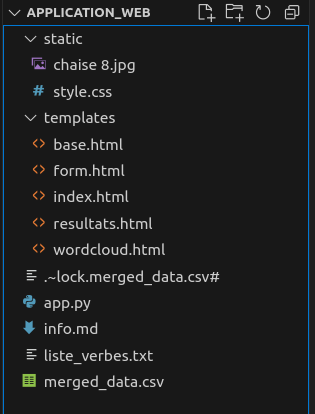 APPLICATION_WEB
static
chaise 8.jpg
style.css
templates
base.html
form.html
index.html
resultats.html
wordcloud.html
.~lock.merged_data.csv#
app.py
info.md
liste_verbes.txt
merged_data.csv